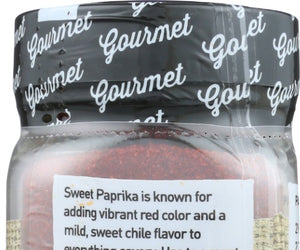 Gourmet
Gourmet
Gourmet
Gourmet
Sweet Paprika is known for
adding vibrant red color and a
mild, sweet chile flavor to